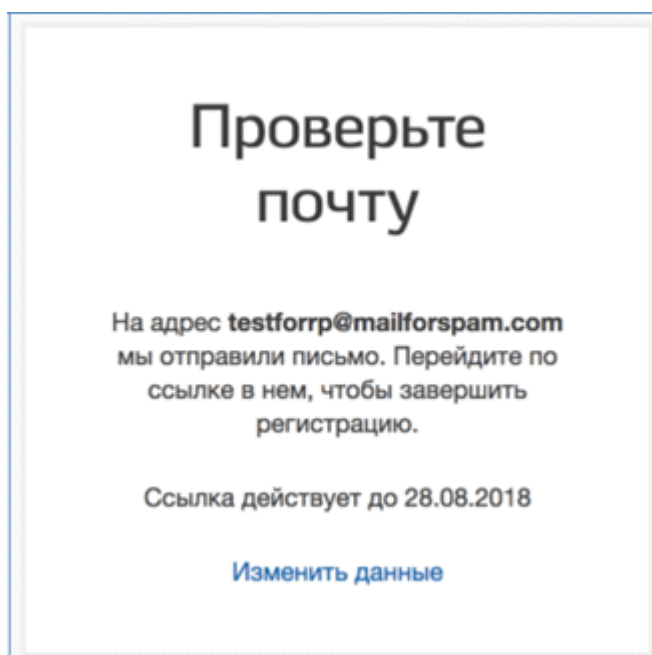 Проверьте
почту
На адрес testforrp@mailforspam.com
мы отправили письмо. Перейдите по
ссылке в нем, чтобы завершить
регистрацию.
Ссылка действует до 28.08.2018
Изменить данные